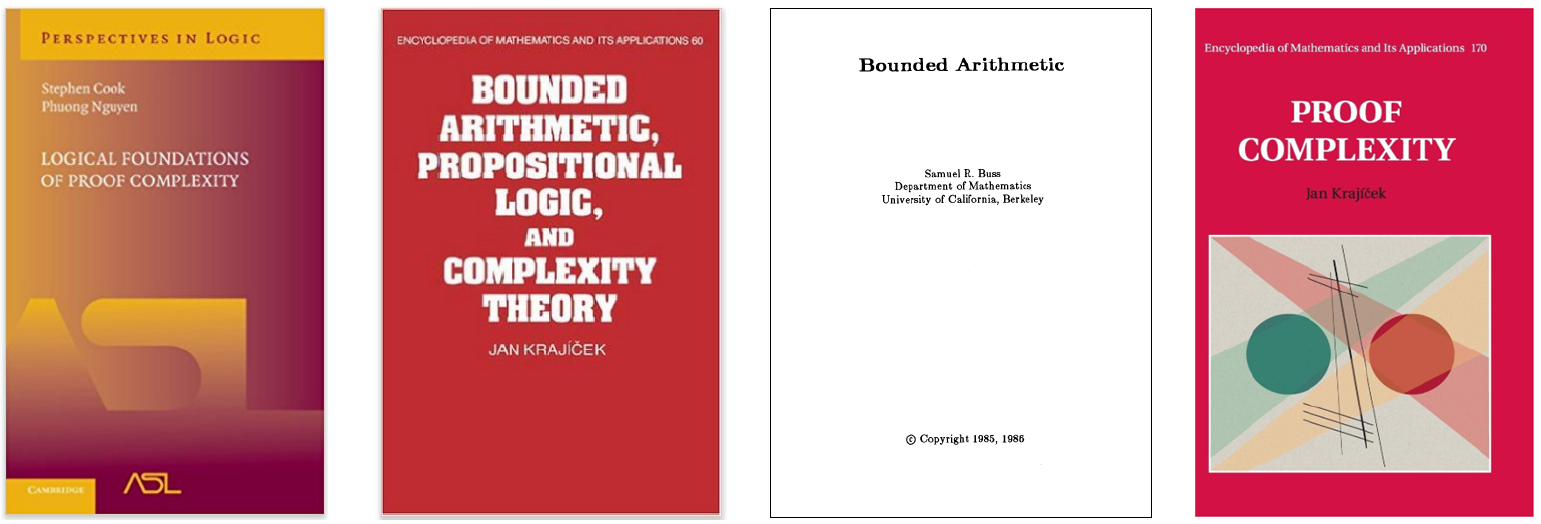 PERSPECTIVES IN LOGIC
Stephen Cook
Phuong Nguyen
LOGICAL FOUNDATIONS
OF PROOF COMPLEXITY
CAMBRIDGE
ASL
ENCYCLOPEDIA OF MATHEMATICS AND ITS APPLICATIONS 60
BOUNDED
ARITHMETIC,
PROPOSITIONAL
LOGIC,
AND
COMPLEXITY
THEORY
JAN KRAJÍČEK
Bounded Arithmetic
Samuel R. Buss
Department of Mathematics
University of California, Berkeley
© Copyright 1985, 1986
Encyclopedia of Mathematics and Its Applications 170
PROOF
COMPLEXITY
Jan Krajíček